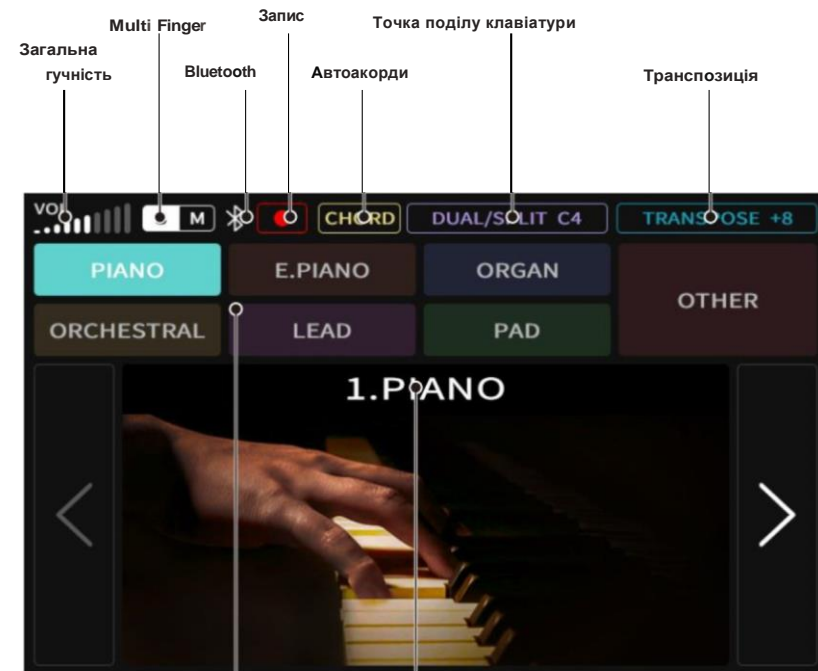 Загальна
гучність
Multi Finger
Bluetooth
Запис
Автоакорди
Точка поділу клавіатури
Транспозиція
VOL
M
CHORD
DUAL/SPLIT C4
TRANSPOSE +8
PIANO
E.PIANO
ORGAN
OTHER
ORCHESTRAL
LEAD
PAD
1.PIANO